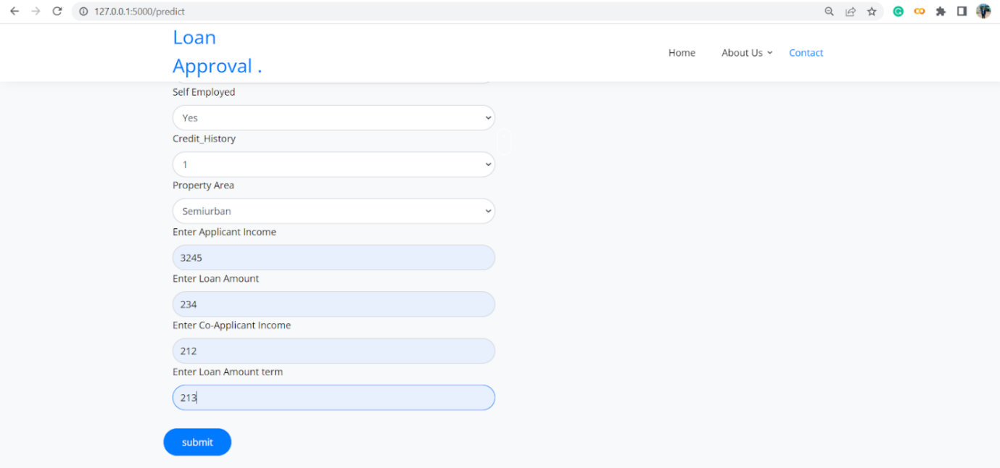 127.0.0.1:5000/predict
Loan
Approval .
Home About Us Contact
Self Employed
Yes
Credit_History
1
Property Area
Semiurban
Enter Applicant Income
3245
Enter Loan Amount
234
Enter Co-Applicant Income
212
Enter Loan Amount term
213
submit